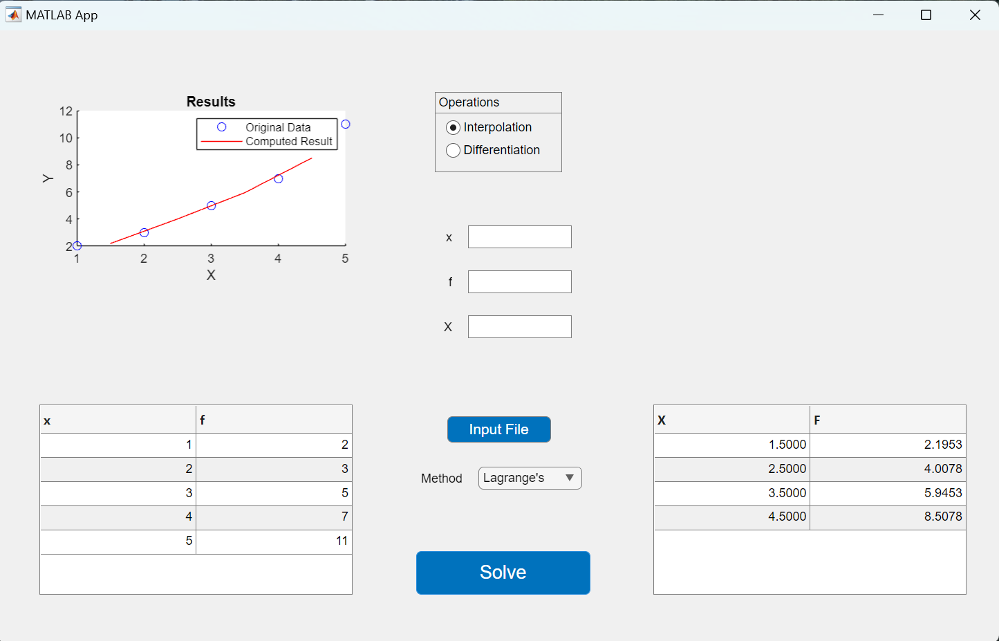 MATLAB App
Results
Original Data
Computed Result
12
10
8
6
4
2
Y
1 2 3 4 5
X
Operations
Interpolation
Differentiation
x
f
X
x f
1 2
2 3
3 5
4 7
5 11
Input File
Method Lagrange's
Solve
X F
1.5000 2.1953
2.5000 4.0078
3.5000 5.9453
4.5000 8.5078